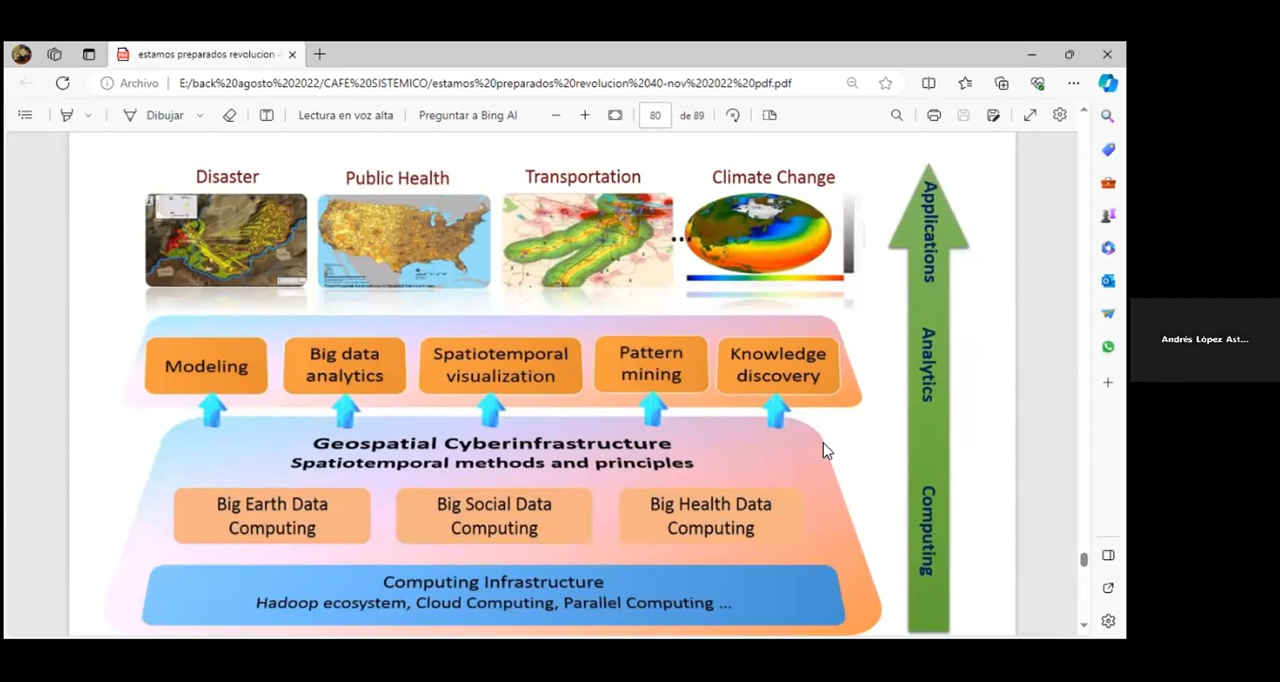 estamos preparados revolucion 4
Archivo
E:/back%20agosto%202022/CAFE%20SISTEMICO/estamos%20preparados%20revolucion%2040-nov%202022%20pdf.pdf
Dibujar
Lectura en voz alta
Preguntar a Bing AI
80
de 89
Disaster
Public Health
Transportation
Climate Change
...
Applications
Modeling
Big data
analytics
Spatiotemporal
visualization
Pattern
mining
Knowledge
discovery
Analytics
Geospatial Cyberinfrastructure
Spatiotemporal methods and principles
Big Earth Data
Computing
Big Social Data
Computing
Big Health Data
Computing
Computing
Computing Infrastructure
Hadoop ecosystem, Cloud Computing, Parallel Computing ...
Andrés López Ast...